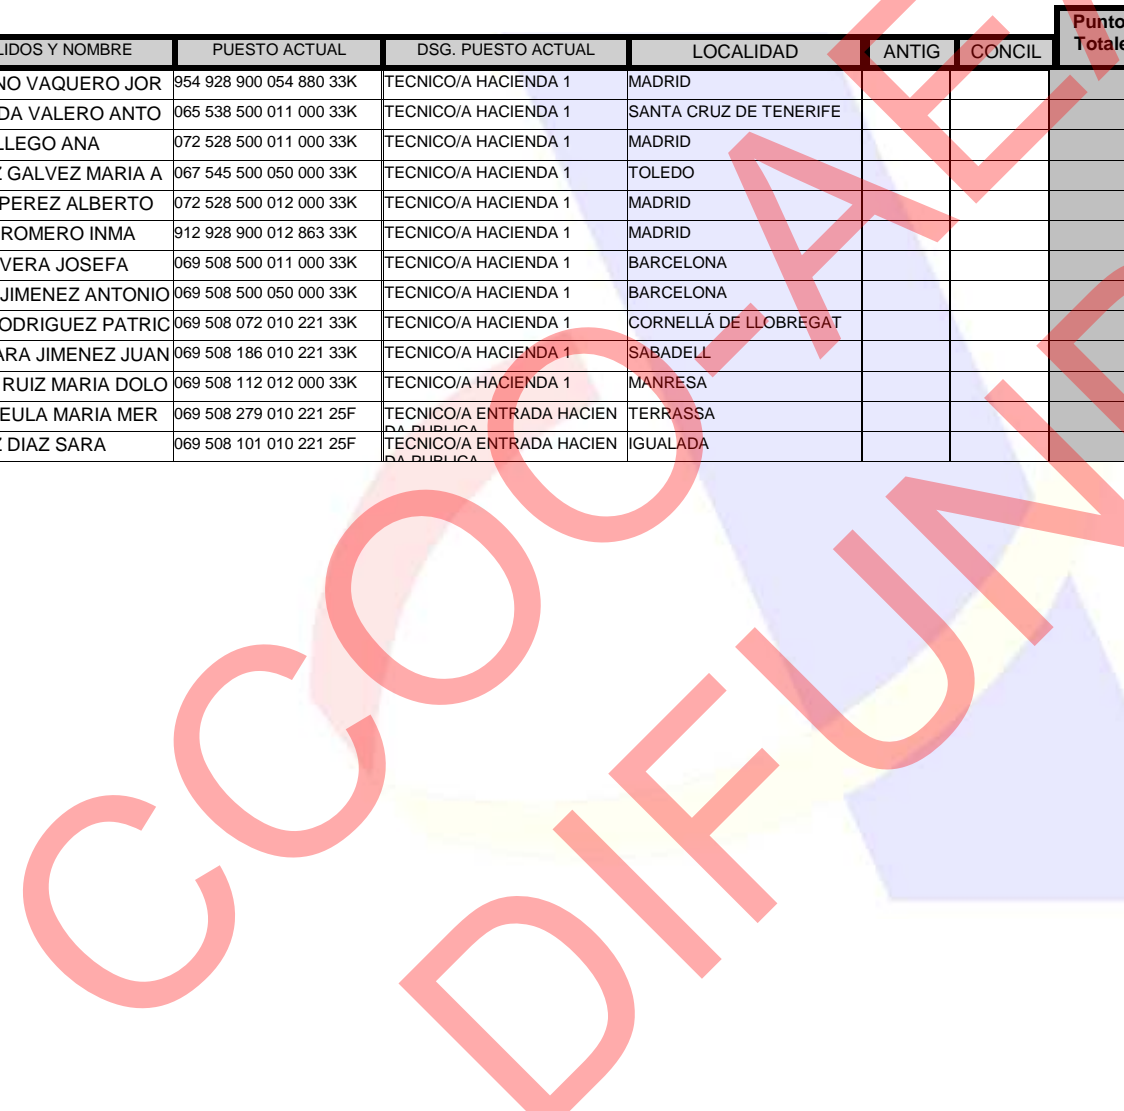 Punto
Totale
LIDOS Y NOMBRE PUESTO ACTUAL DSG. PUESTO ACTUAL LOCALIDAD ANTIG CONCIL
NO VAQUERO JOR 954 928 900 054 880 33K TECNICO/A HACIENDA 1 MADRID
DA VALERO ANTO 065 538 500 011 000 33K TECNICO/A HACIENDA 1 SANTA CRUZ DE TENERIFE
LLEGO ANA 072 528 500 011 000 33K TECNICO/A HACIENDA 1 MADRID
Z GALVEZ MARIA A 067 545 500 050 000 33K TECNICO/A HACIENDA 1 TOLEDO
PEREZ ALBERTO 072 528 500 012 000 33K TECNICO/A HACIENDA 1 MADRID
ROMERO INMA 912 928 900 012 863 33K TECNICO/A HACIENDA 1 MADRID
VERA JOSEFA 069 508 500 011 000 33K TECNICO/A HACIENDA 1 BARCELONA
JIMENEZ ANTONIO 069 508 500 050 000 33K TECNICO/A HACIENDA 1 BARCELONA
ODRIGUEZ PATRIC 069 508 072 010 221 33K TECNICO/A HACIENDA 1 CORNELLÁ DE LLOBREGAT
ARA JIMENEZ JUAN 069 508 186 010 221 33K TECNICO/A HACIENDA 1 SABADELL
RUIZ MARIA DOLO 069 508 112 012 000 33K TECNICO/A HACIENDA 1 MANRESA
EULA MARIA MER 069 508 279 010 221 25F TECNICO/A ENTRADA HACIEN TERRASSA
DA PUBLICA
Z DIAZ SARA 069 508 101 010 221 25F TECNICO/A ENTRADA HACIEN IGUALADA
DA PUBLICA
CCOO-AEA
DIFUND